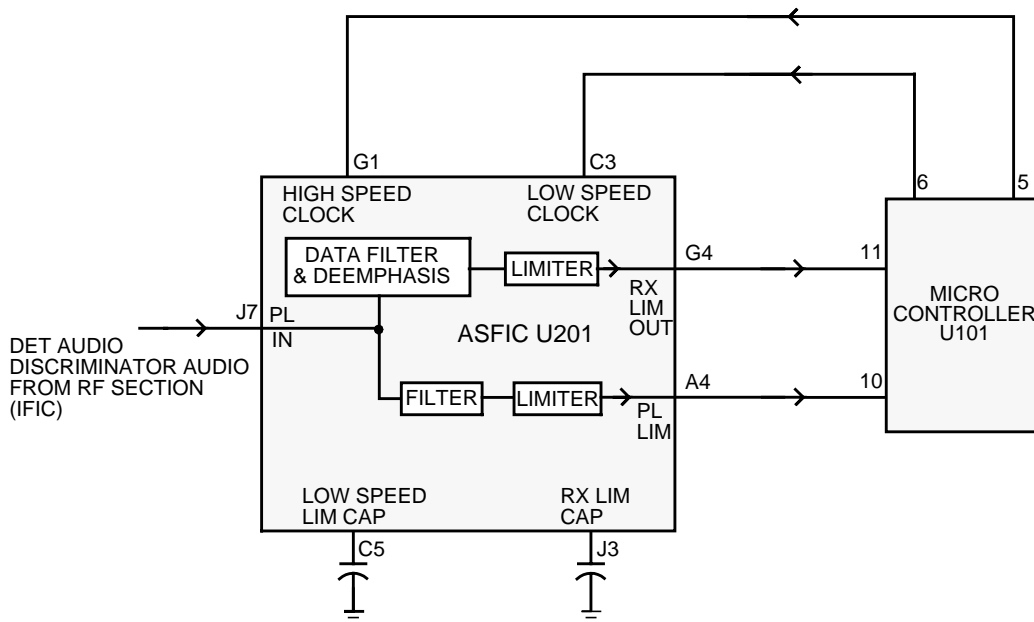 G1
C3
6
5
HIGH SPEED
CLOCK
LOW SPEED
CLOCK
DATA FILTER
& DEEMPHASIS
LIMITER
G4
11
RX
LIM
OUT
MICRO
CONTROLLER
U101
J7
PL
IN
ASFIC U201
DET AUDIO
DISCRIMINATOR AUDIO
FROM RF SECTION
(IFIC)
FILTER
LIMITER
A4
10
PL
LIM
LOW SPEED
LIM CAP
RX LIM
CAP
C5
J3